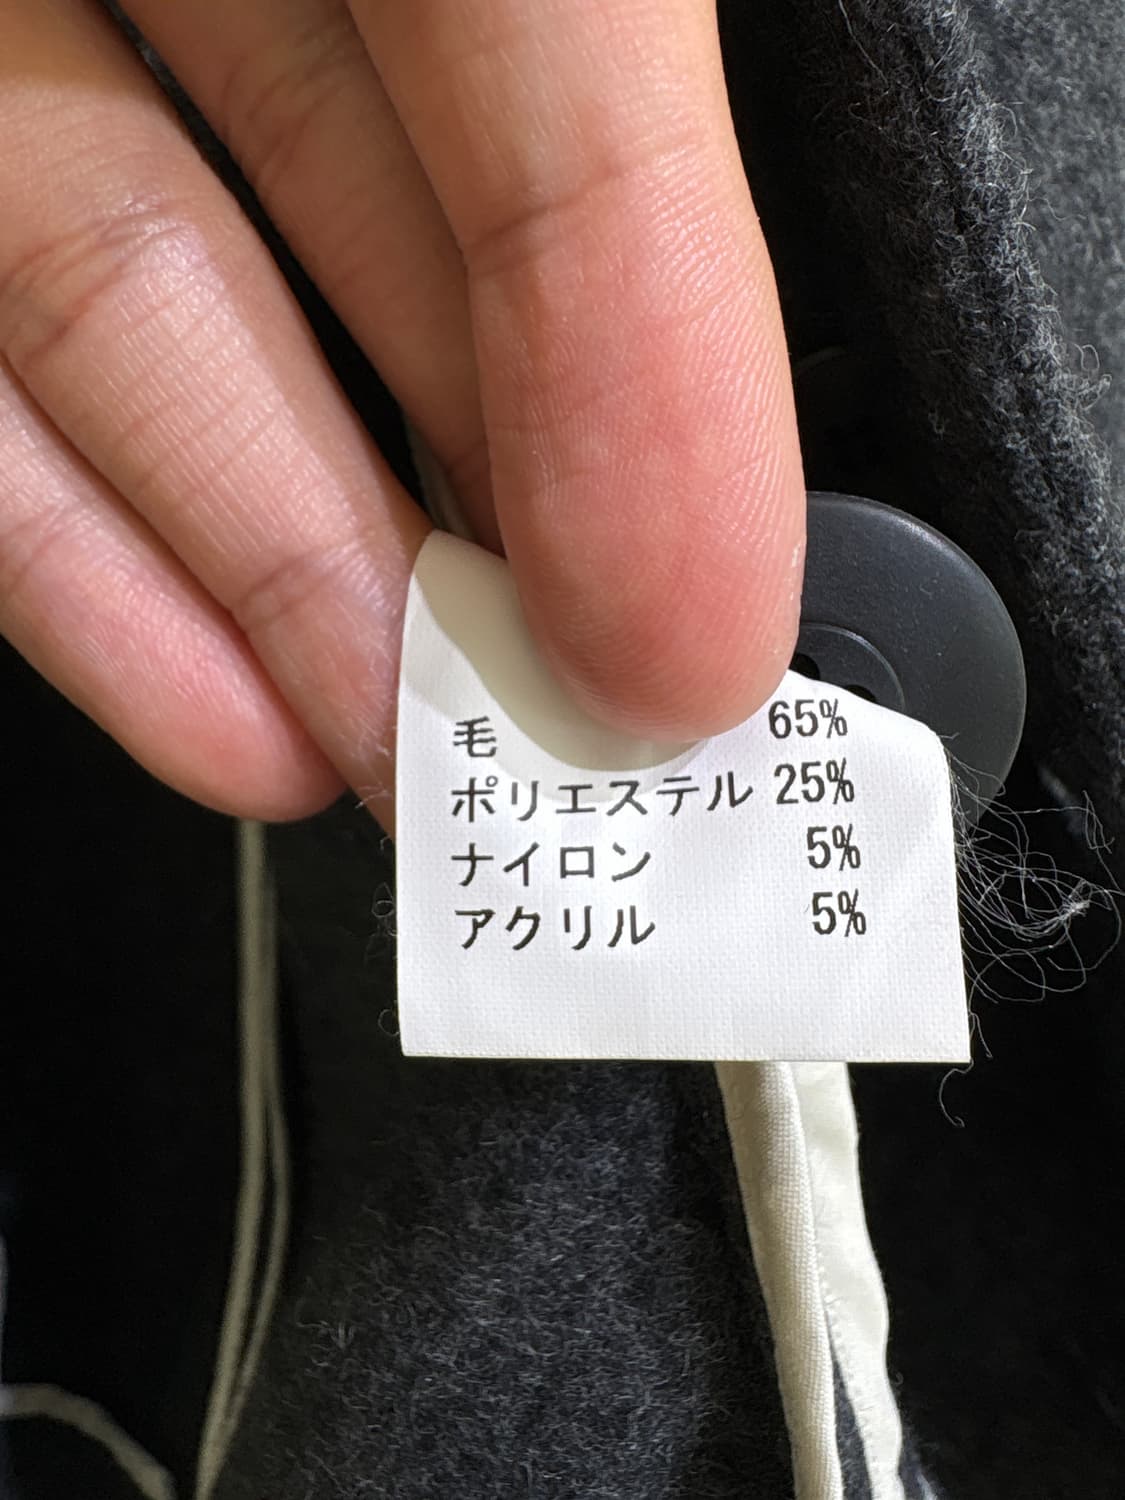 毛 65%
ポリエステル 25%
ナイロン 5%
アクリル 5%